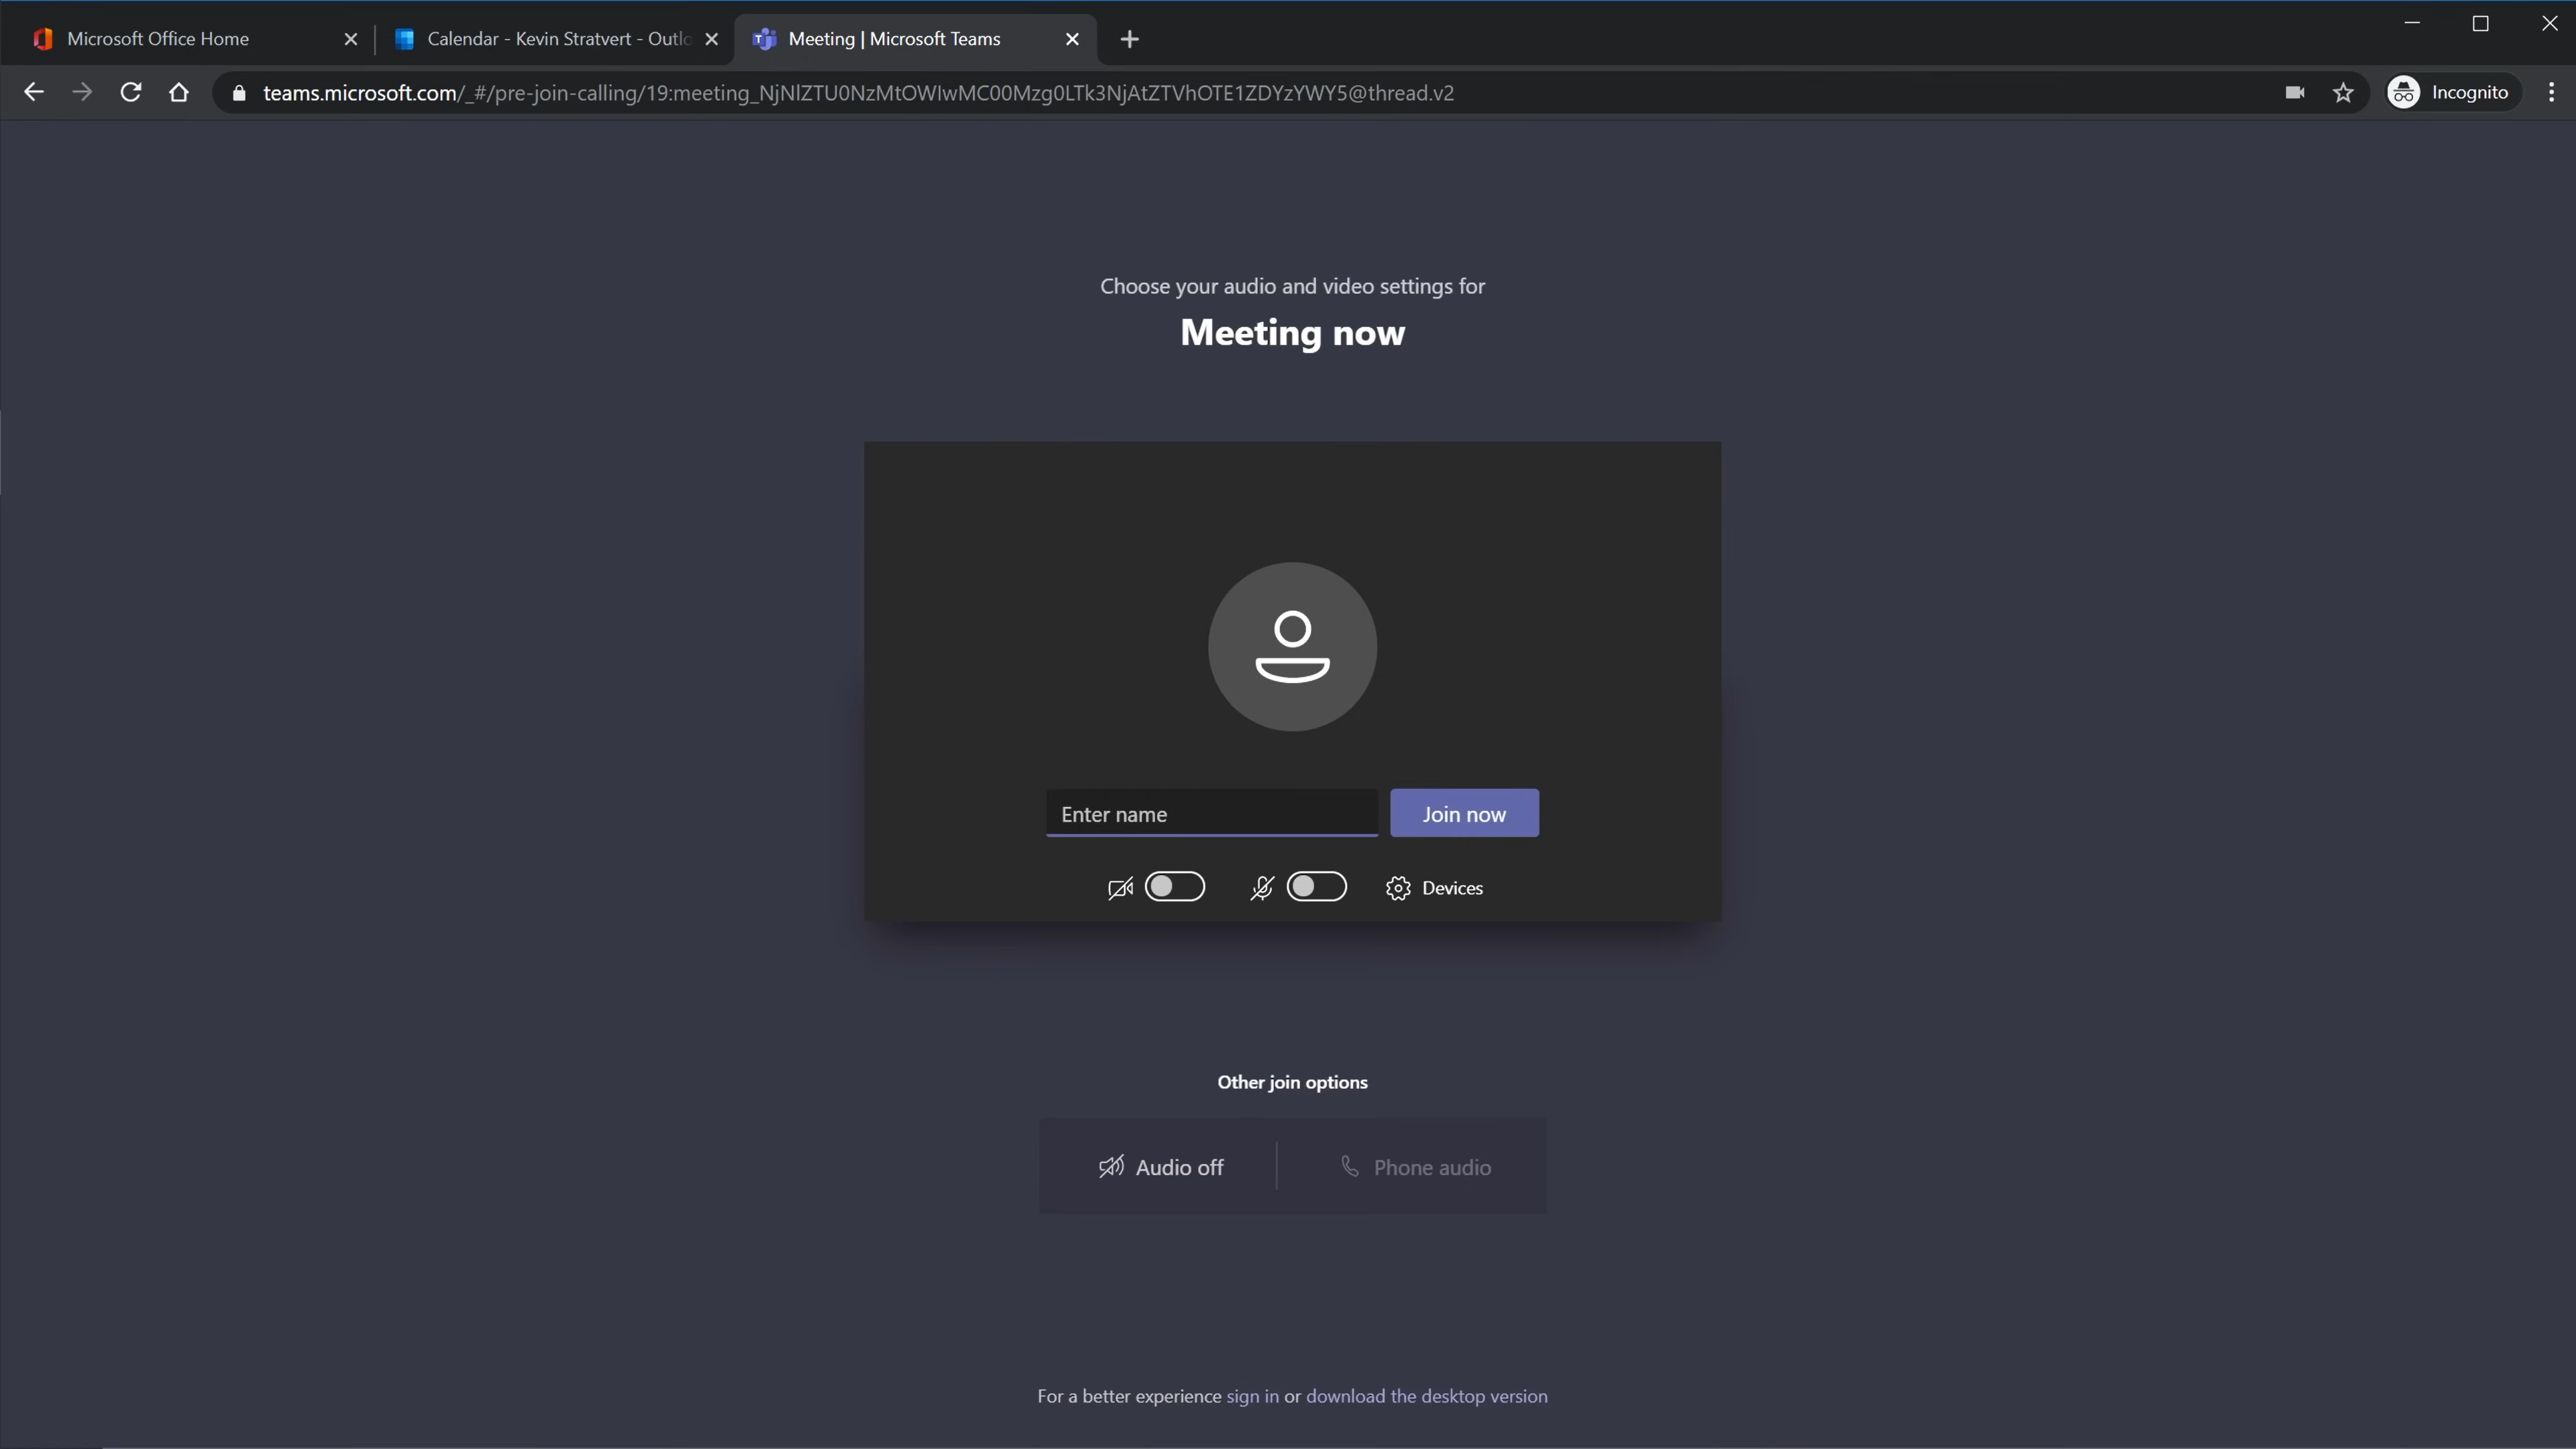 Microsoft Office Home
Calendar - Kevin Stratvert - Outlo
Meeting | Microsoft Teams
teams.microsoft.com/_#/pre-join-calling/19:meeting_NjNlZTU0NzMtOWIwMC00Mzg0LTk3NjAtZTVhOTE1ZDYzYWY5@thread.v2
Incognito
Choose your audio and video settings for
Meeting now
Enter name
Join now
Devices
Other join options
Audio off
Phone audio
For a better experience sign in or download the desktop version